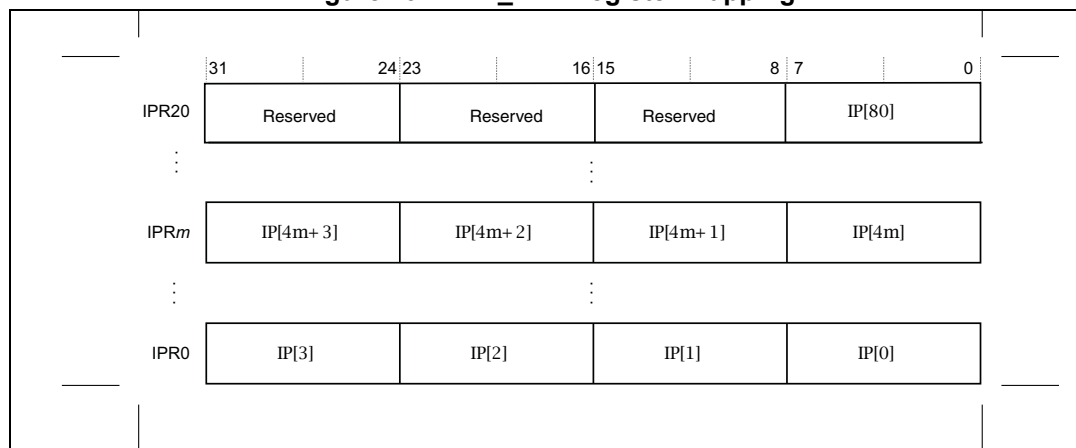 31 24 23 16 15 8 7 0
IPR20 Reserved Reserved Reserved IP[80]
IPRm IP[4m+3] IP[4m+2] IP[4m+1] IP[4m]
IPR0 IP[3] IP[2] IP[1] IP[0]